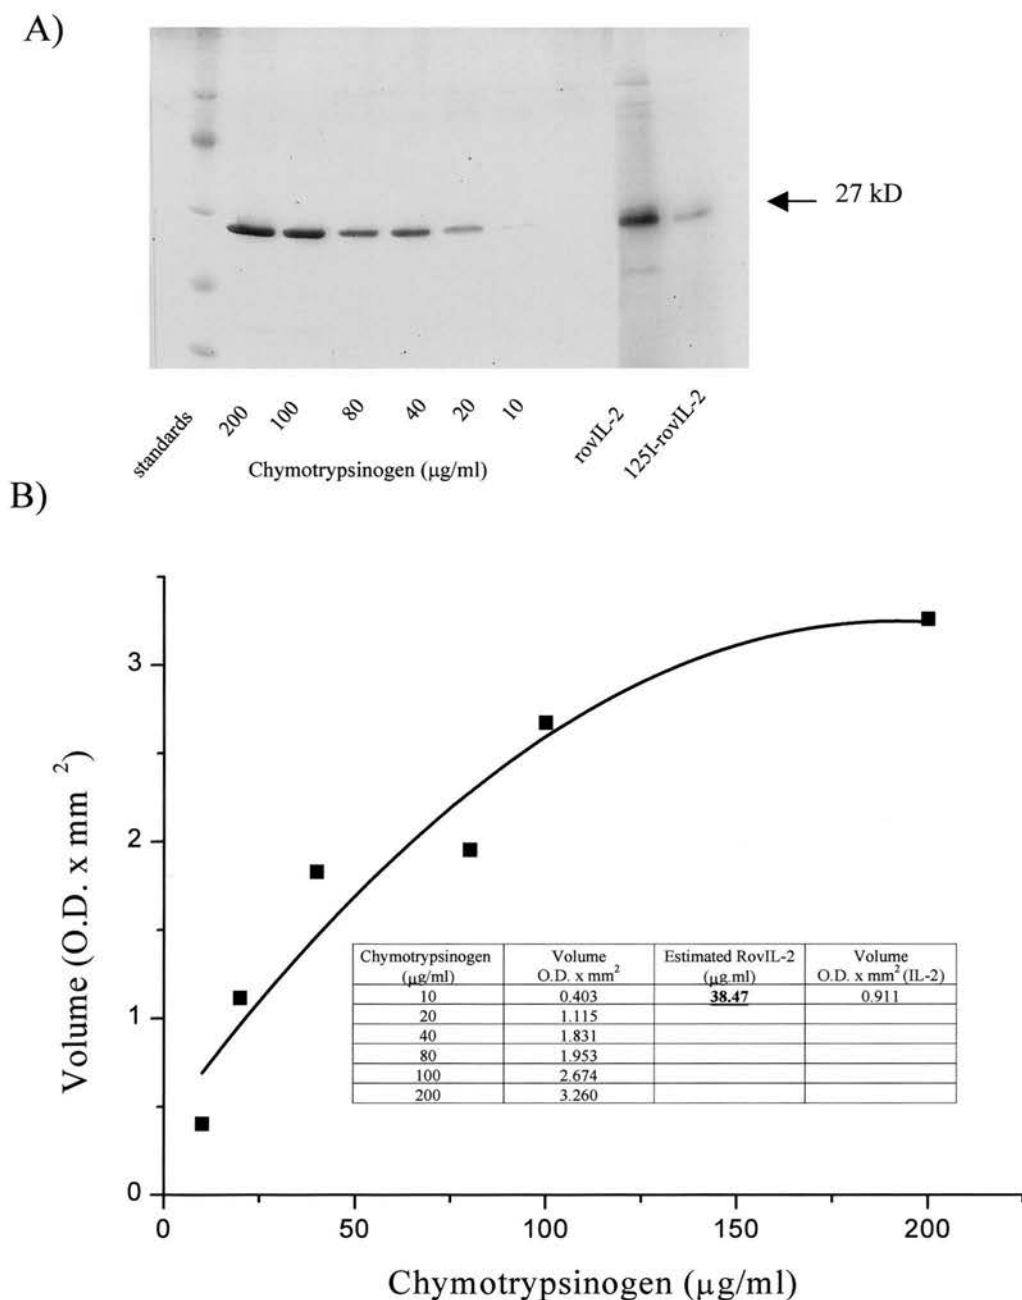 A)
27 kD
standards
200
100
80
40
20
10
rovIL-2
125I-rovIL-2
Chymotrypsinogen (μg/ml)
B)
3
2
1
0
Volume (O.D. x mm ²)
Chymotrypsinogen (μg/ml) Volume O.D. x mm² Estimated RovIL-2 (μg.ml) Volume O.D. x mm² (IL-2)
10 0.403 38.47 0.911
20 1.115
40 1.831
80 1.953
100 2.674
200 3.260
0 50 100 150 200
Chymotrypsinogen (μg/ml)